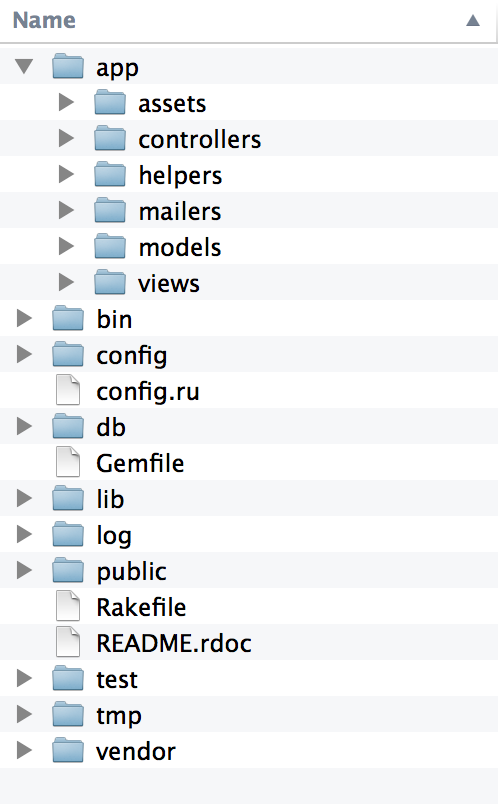 Name
app
assets
controllers
helpers
mailers
models
views
bin
config
config.ru
db
Gemfile
lib
log
public
Rakefile
README.rdoc
test
tmp
vendor